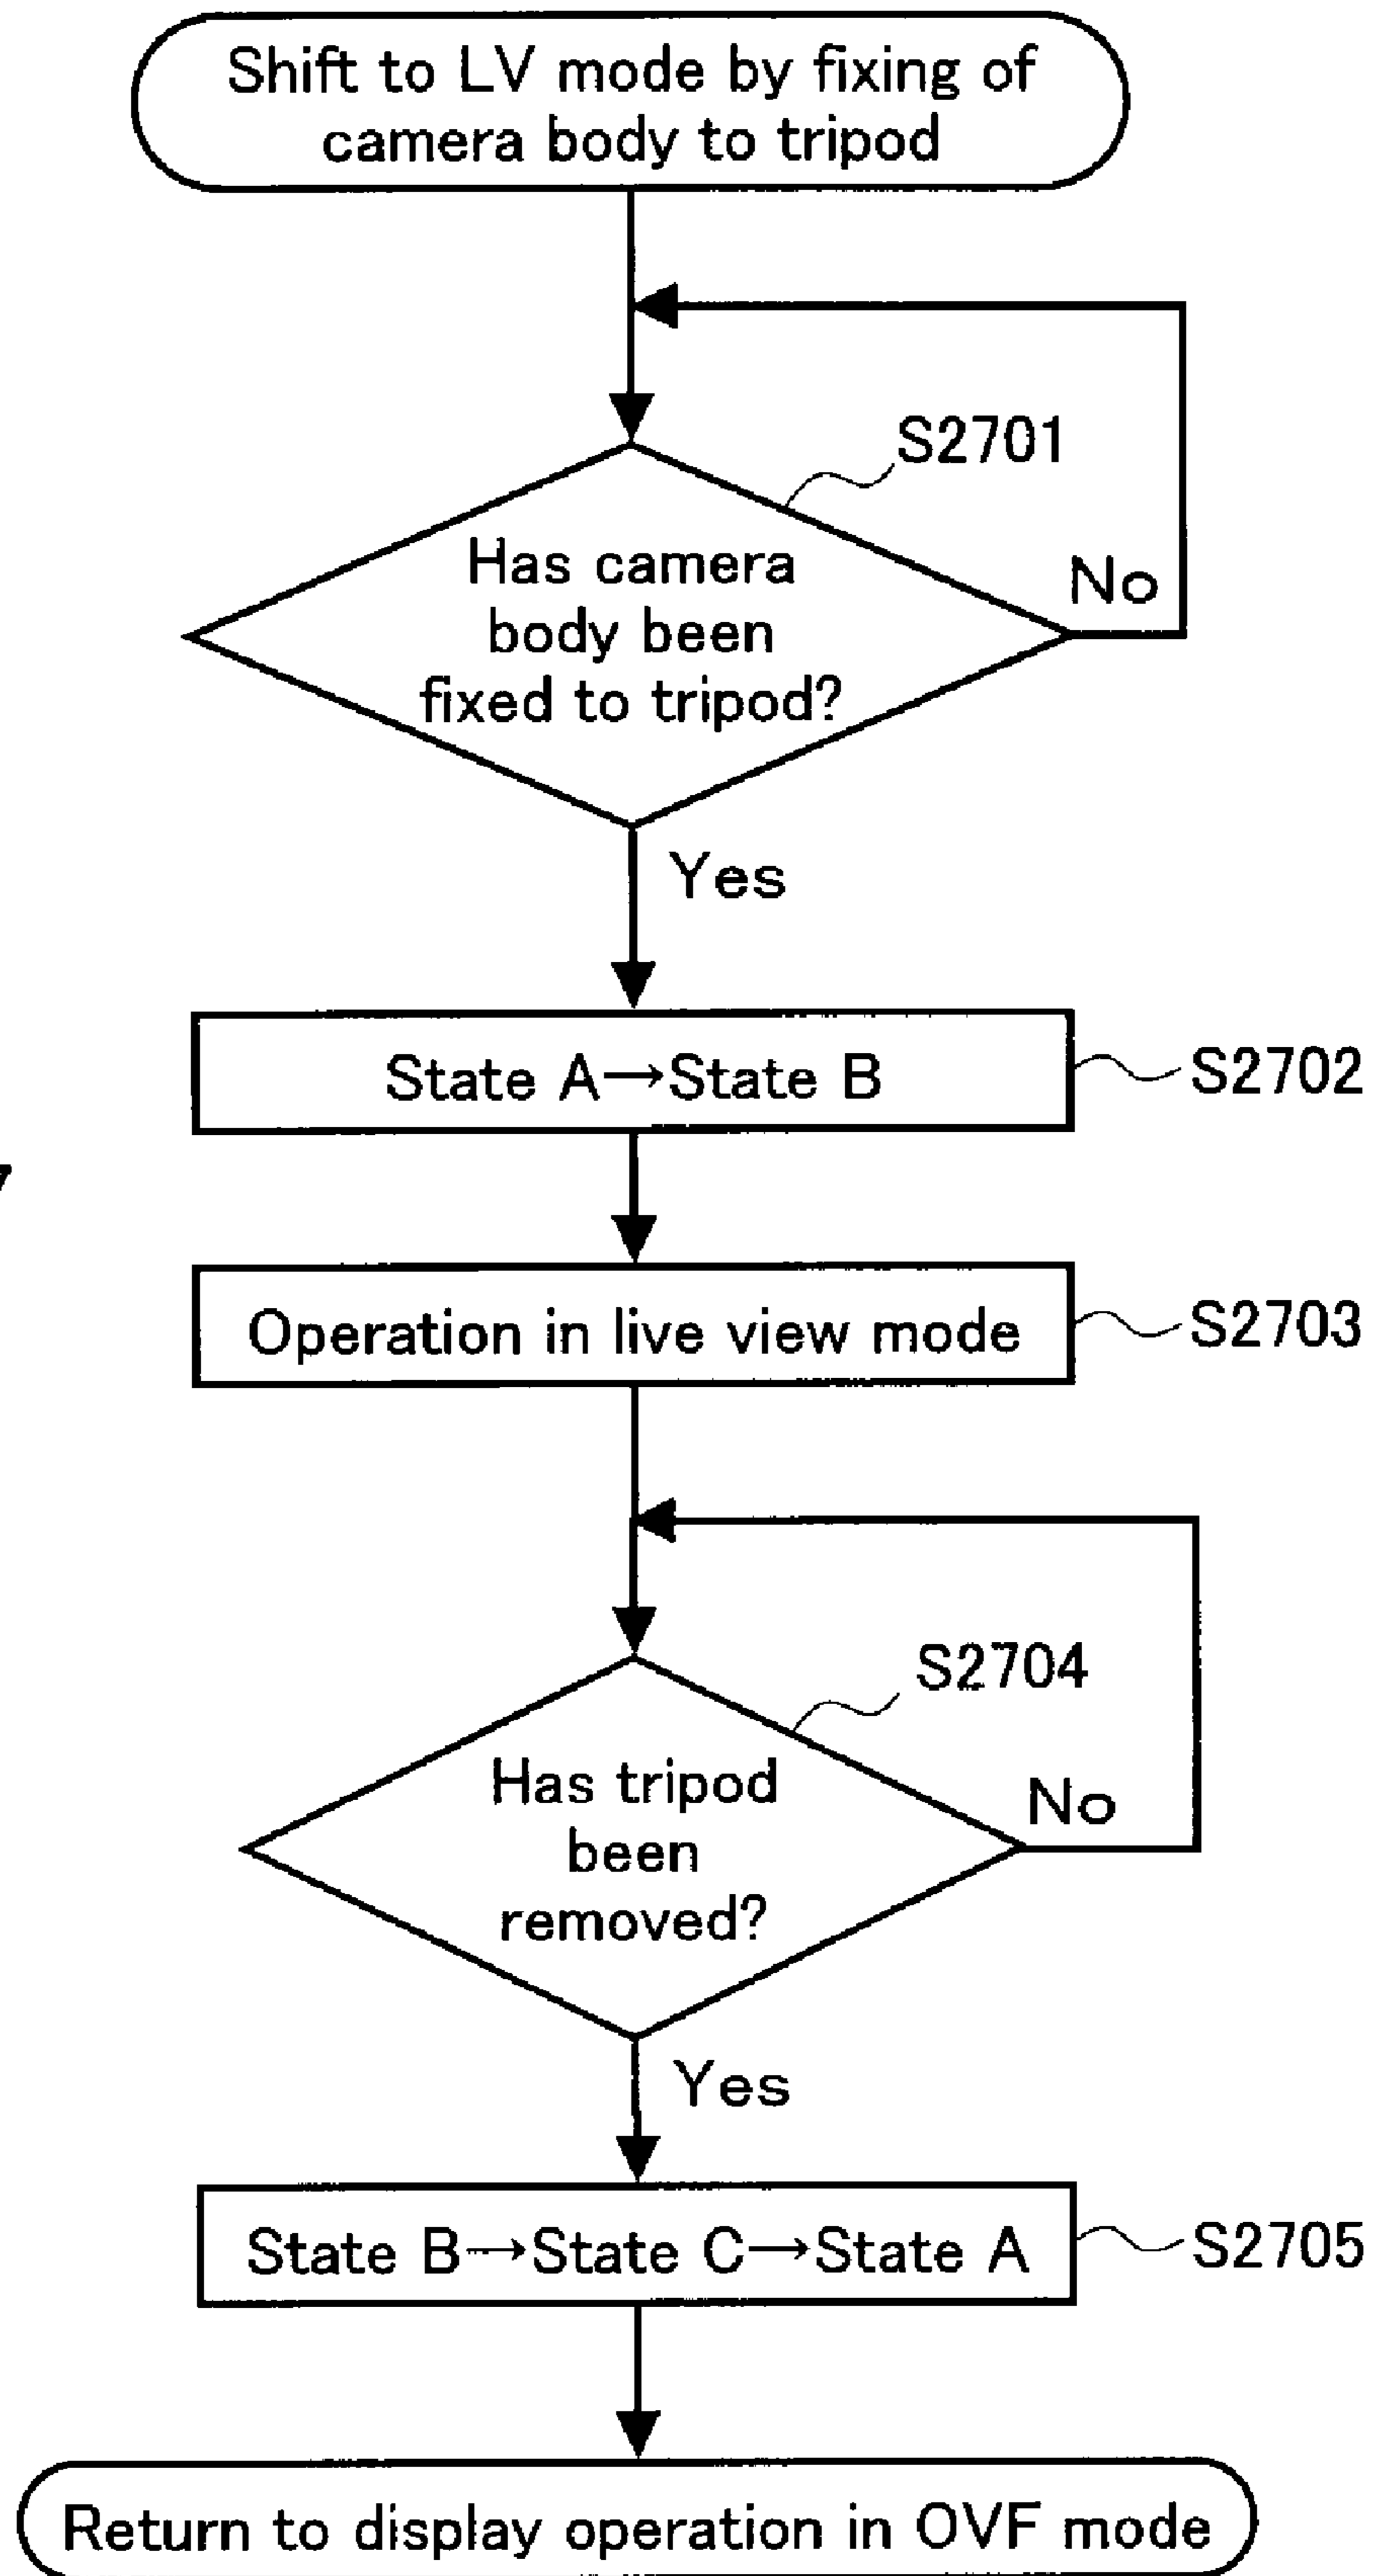 Shift to LV mode by fixing of
camera body to tripod
S2701
Has camera
body been
fixed to tripod?
No
Yes
State A→State B
S2702
Operation in live view mode
S2703
S2704
Has tripod
been
removed?
No
Yes
State B→State C→State A
S2705
Return to display operation in OVF mode